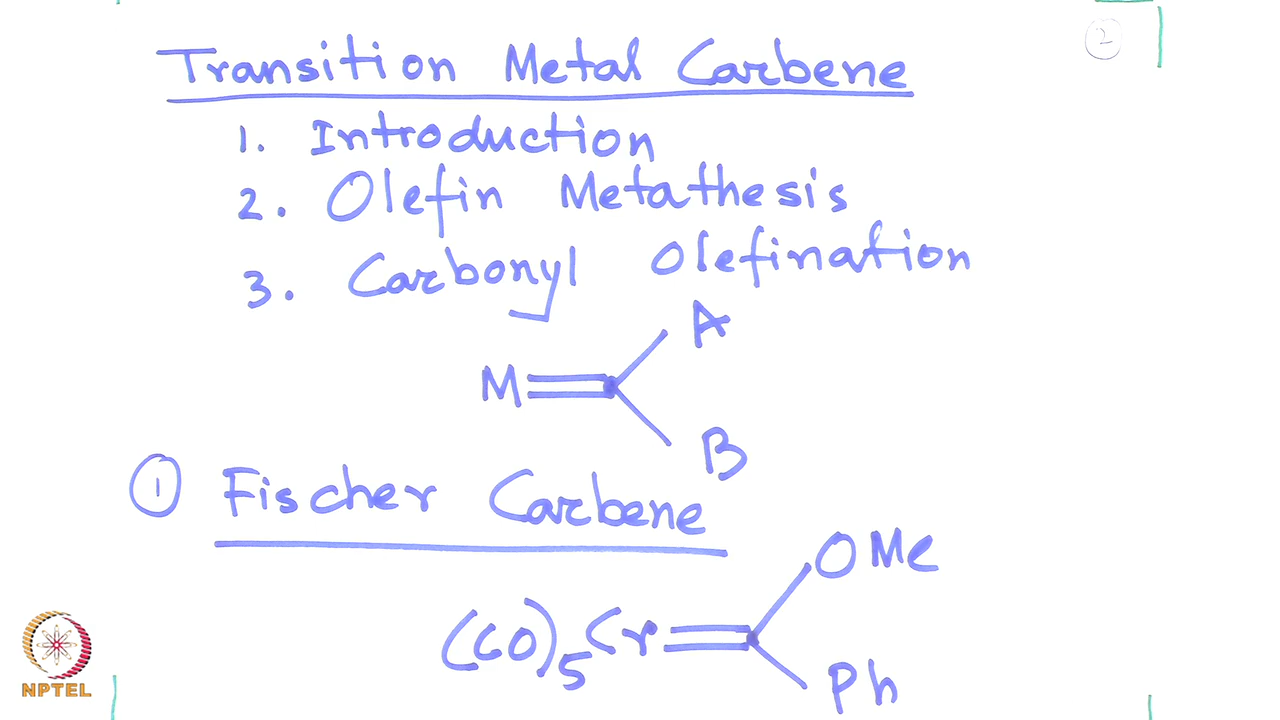 2
Transition Metal Carbene
1. Introduction
2. Olefin Metathesis
3. Carbonyl Olefination
A
M
B
1 Fischer Carbene
OMe
(CO)5Cr
Ph
NPTEL